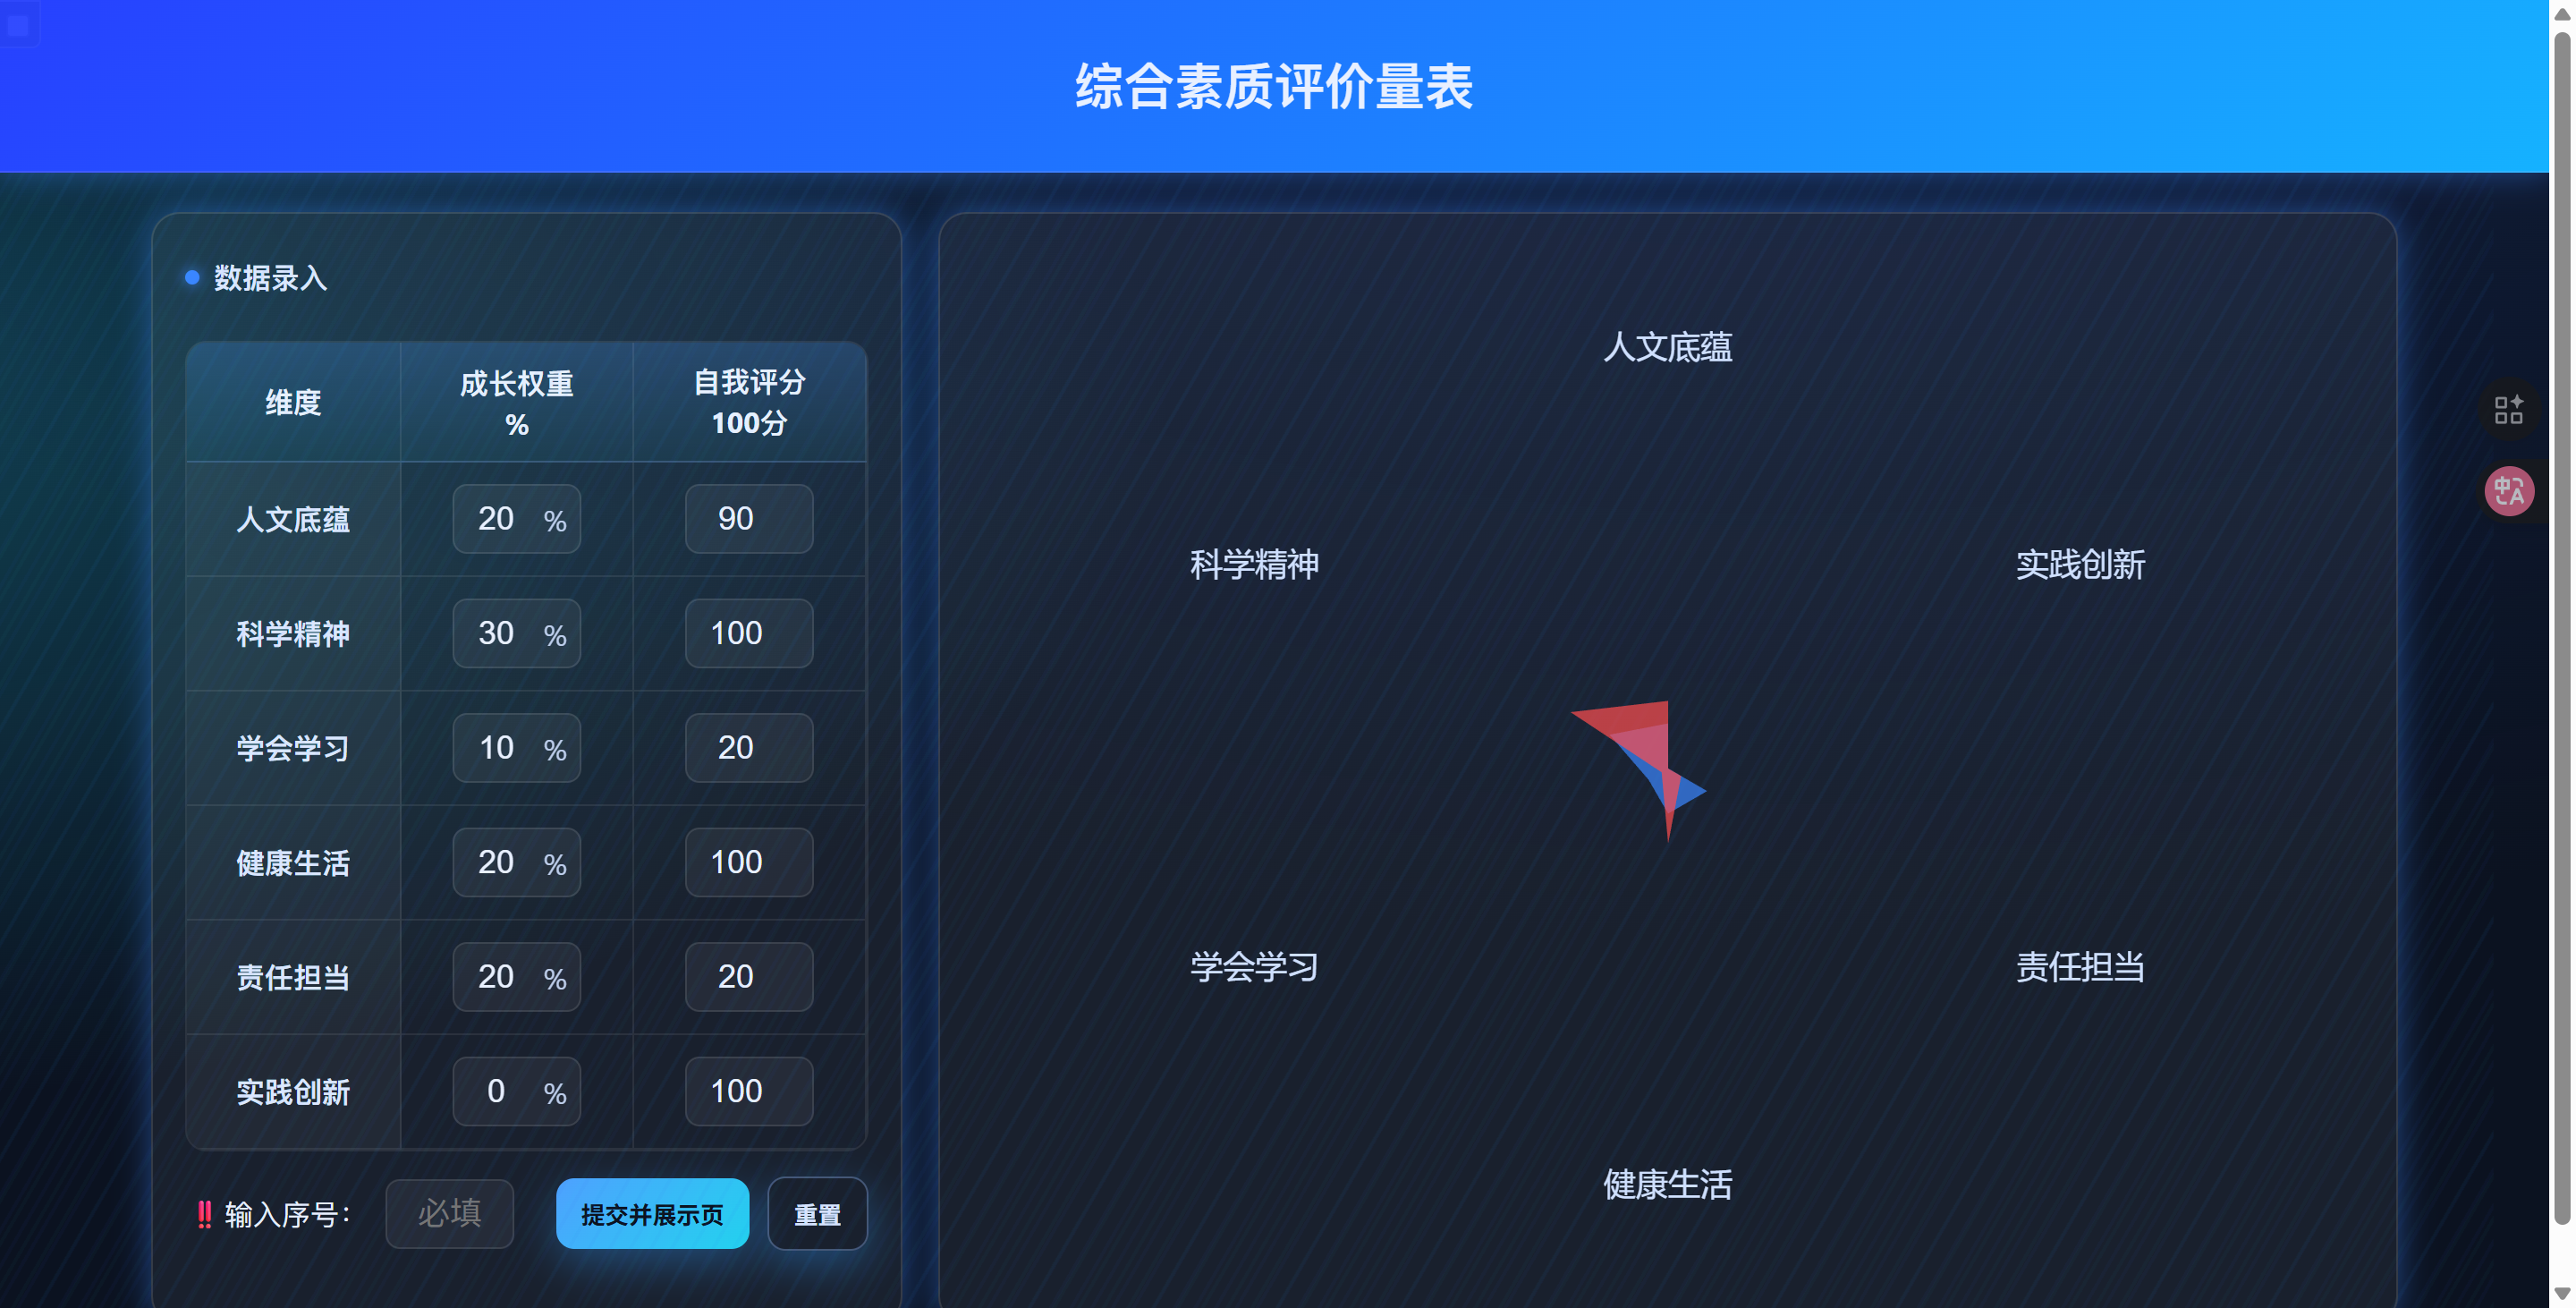 综合素质评价量表
数据录入
维度
成长权重
%
自我评分
100分
人文底蕴
20 %
90
科学精神
30 %
100
学会学习
10 %
20
健康生活
20 %
100
责任担当
20 %
20
实践创新
0 %
100
‼ 输入序号：
必填
提交并展示页
重置
人文底蕴
科学精神
实践创新
学会学习
责任担当
健康生活
中A